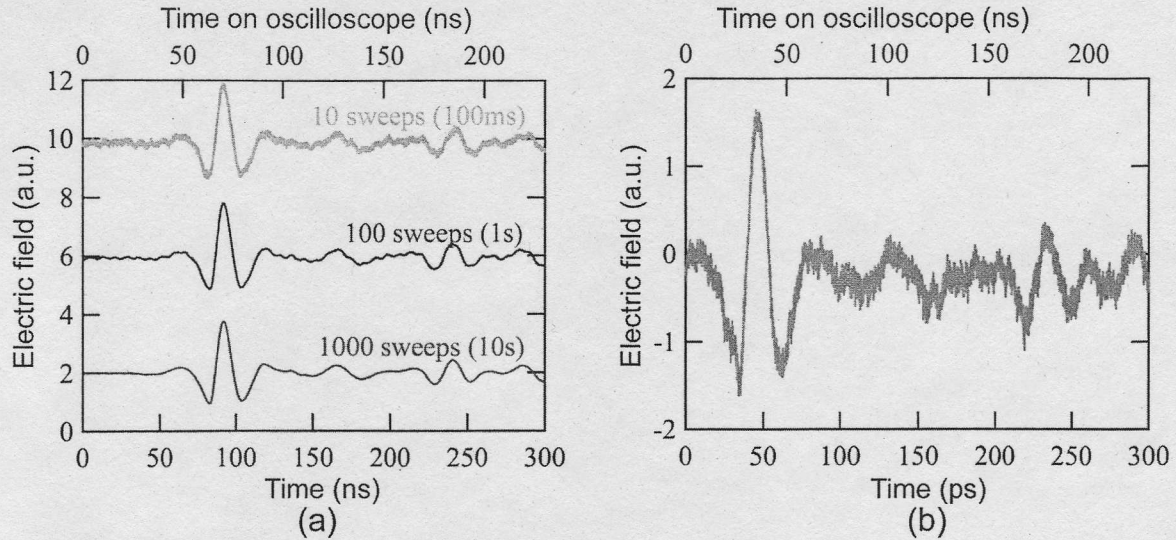 Time on oscilloscope (ns)
0 50 100 150 200
12
10
8
6
4
2
0
Electric field (a.u.)
10 sweeps (100ms)
100 sweeps (1s)
1000 sweeps (10s)
0 50 100 150 200 250 300
Time (ns)
(a)
Time on oscilloscope (ns)
0 50 100 150 200
2
1
0
-1
-2
Electric field (a.u.)
0 50 100 150 200 250 300
Time (ps)
(b)